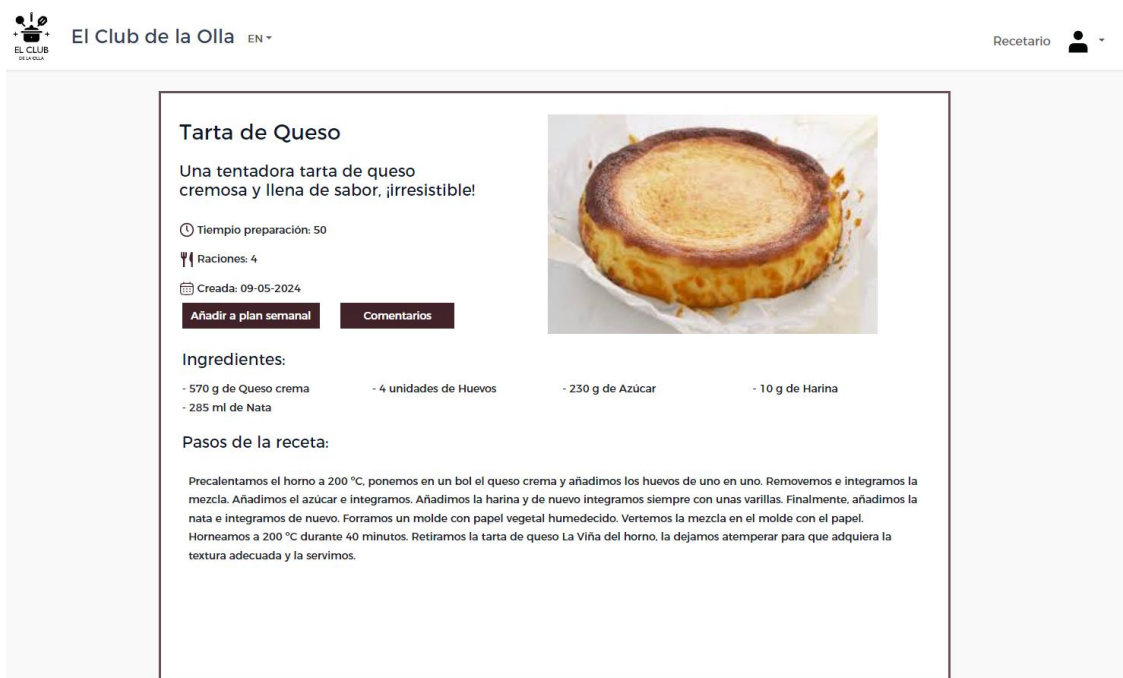 EL CLUB
DE LA OLLA
El Club de la Olla
EN
Recetario
Tarta de Queso
Una tentadora tarta de queso
cremosa y llena de sabor, ¡irresistible!
Tiempio preparación: 50
Raciones: 4
Creada: 09-05-2024
Añadir a plan semanal
Comentarios
Ingredientes:
- 570 g de Queso crema
- 4 unidades de Huevos
- 230 g de Azúcar
- 10 g de Harina
- 285 ml de Nata
Pasos de la receta:
Precalentamos el horno a 200 ºC, ponemos en un bol el queso crema y añadimos los huevos de uno en uno. Removemos e integramos la
mezcla. Añadimos el azúcar e integramos. Añadimos la harina y de nuevo integramos siempre con unas varillas. Finalmente, añadimos la
nata e integramos de nuevo. Forramos un molde con papel vegetal humedecido. Vertemos la mezcla en el molde con el papel.
Horneamos a 200 ºC durante 40 minutos. Retiramos la tarta de queso La Viña del horno, la dejamos atemperar para que adquiera la
textura adecuada y la servimos.